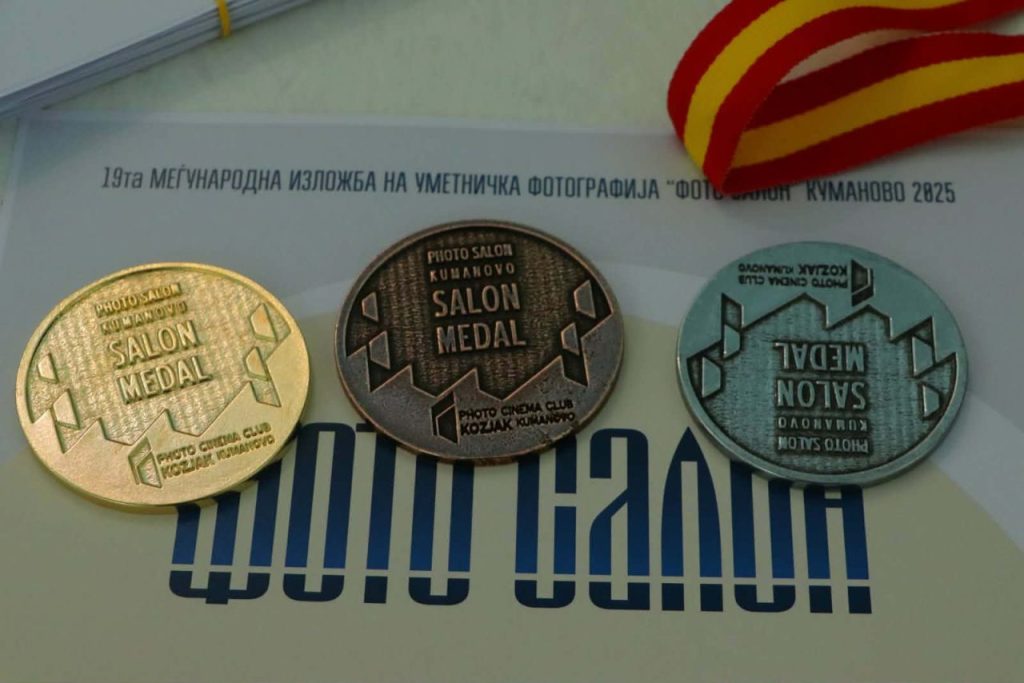 19та МЕЃУНАРОДНА ИЗЛОЖБА НА УМЕТНИЧКА ФОТОГРАФИЈА "ФОТО САЛОН" КУМАНОВО 2025
PHOTO SALON
KUMANOVO
SALON
MEDAL
PHOTO CINEMA CLUB
KOZJAK KUMANOVO
PHOTO SALON
KUMANOVO
SALON
MEDAL
PHOTO CINEMA CLUB
KOZJAK KUMANOVO
PHOTO SALON
KUMANOVO
SALON
MEDAL
PHOTO CINEMA CLUB
KOZJAK KUMANOVO
ФОТО САЛОН